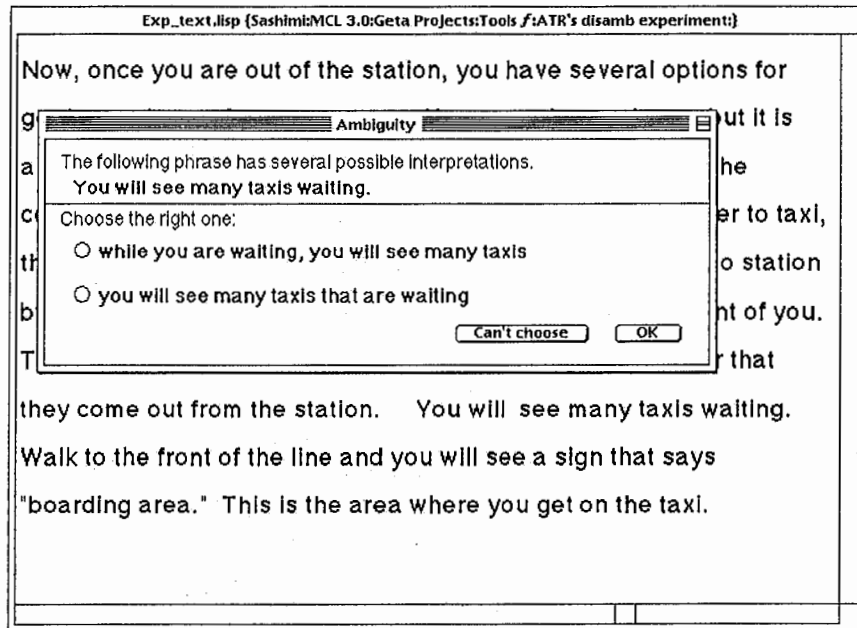 Exp_text.lisp {Sashimi:MCL 3.0:Geta Projects:Tools ƒ:ATR's disamb experiment:}
Now, once you are out of the station, you have several options for
but it is
Ambiguity
The following phrase has several possible interpretations.
You will see many taxis waiting.
Choose the right one:
while you are waiting, you will see many taxis
you will see many taxis that are waiting
Can't choose OK
a he
er to taxi,
th o station
b nt of you.
T r that
they come out from the station. You will see many taxis waiting.
Walk to the front of the line and you will see a sign that says
"boarding area." This is the area where you get on the taxi.